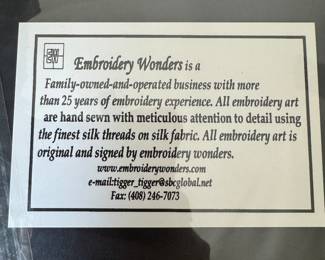 Embroidery Wonders is a
Family-owned-and-operated business with more
than 25 years of embroidery experience. All embroidery art
are hand sewn with meticulous attention to detail using
the finest silk threads on silk fabric. All embroidery art is
original and signed by embroidery wonders.
www.embroiderywonders.com
e-mail:tigger_tigger@sbcglobal.net
Fax: (408) 246-7073